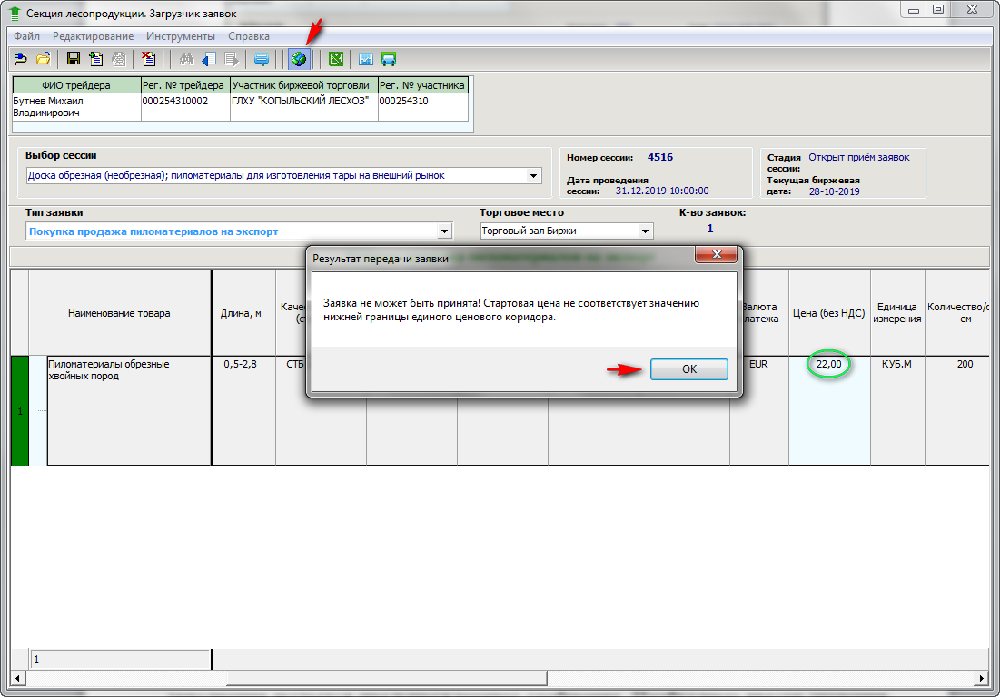 Секция лесопродукции. Загрузчик заявок
Файл Редактирование Инструменты Справка
ФИО трейдера Рег. № трейдера Участник биржевой торговли Рег. № участника
Бутнев Михаил Владимирович 000254310002 ГЛХУ "КОПЫЛЬСКИЙ ЛЕСХОЗ" 000254310
Выбор сессии
Доска обрезная (необрезная); пиломатериалы для изготовления тары на внешний рынок
Номер сессии: 4516
Дата проведения
сессии: 31.12.2019 10:00:00
Стадия Открыт приём заявок
сессии:
Текущая биржевая
дата: 28-10-2019
Тип заявки
Покупка продажа пиломатериалов на экспорт
Торговое место
Торговый зал Биржи
К-во заявок:
1
Результат передачи заявки
Заявка не может быть принята! Стартовая цена не соответствует значению
нижней границы единого ценового коридора.
OK
Наименование товара
Длина, м
Каче
(ст
Валюта
латежа
Цена (без НДС)
Единица
измерения
Количество/
ем
1
Пиломатериалы обрезные
хвойных пород
0,5-2,8
СТБ
EUR
22,00
КУБ.М
200
1